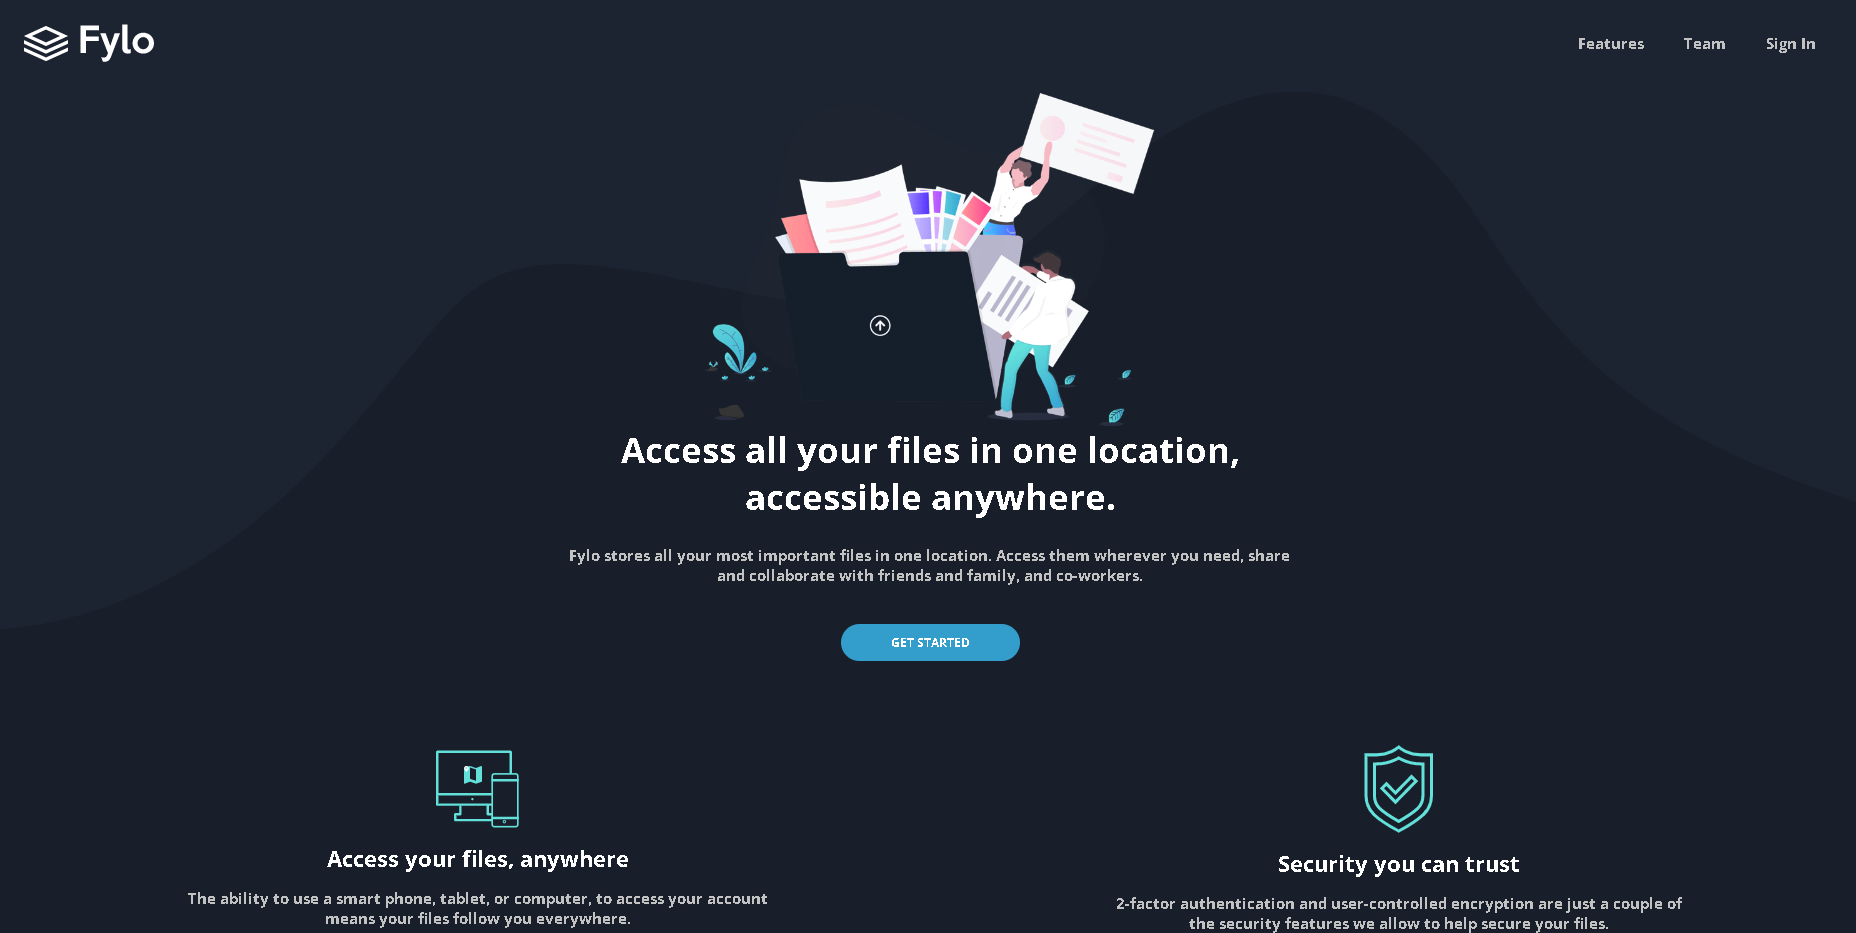 Fylo
Features
Team
Sign In
Access all your files in one location,
accessible anywhere.
Fylo stores all your most important files in one location. Access them wherever you need, share
and collaborate with friends and family, and co-workers.
GET STARTED
Access your files, anywhere
The ability to use a smart phone, tablet, or computer, to access your account
means your files follow you everywhere.
Security you can trust
2-factor authentication and user-controlled encryption are just a couple of
the security features we allow to help secure your files.